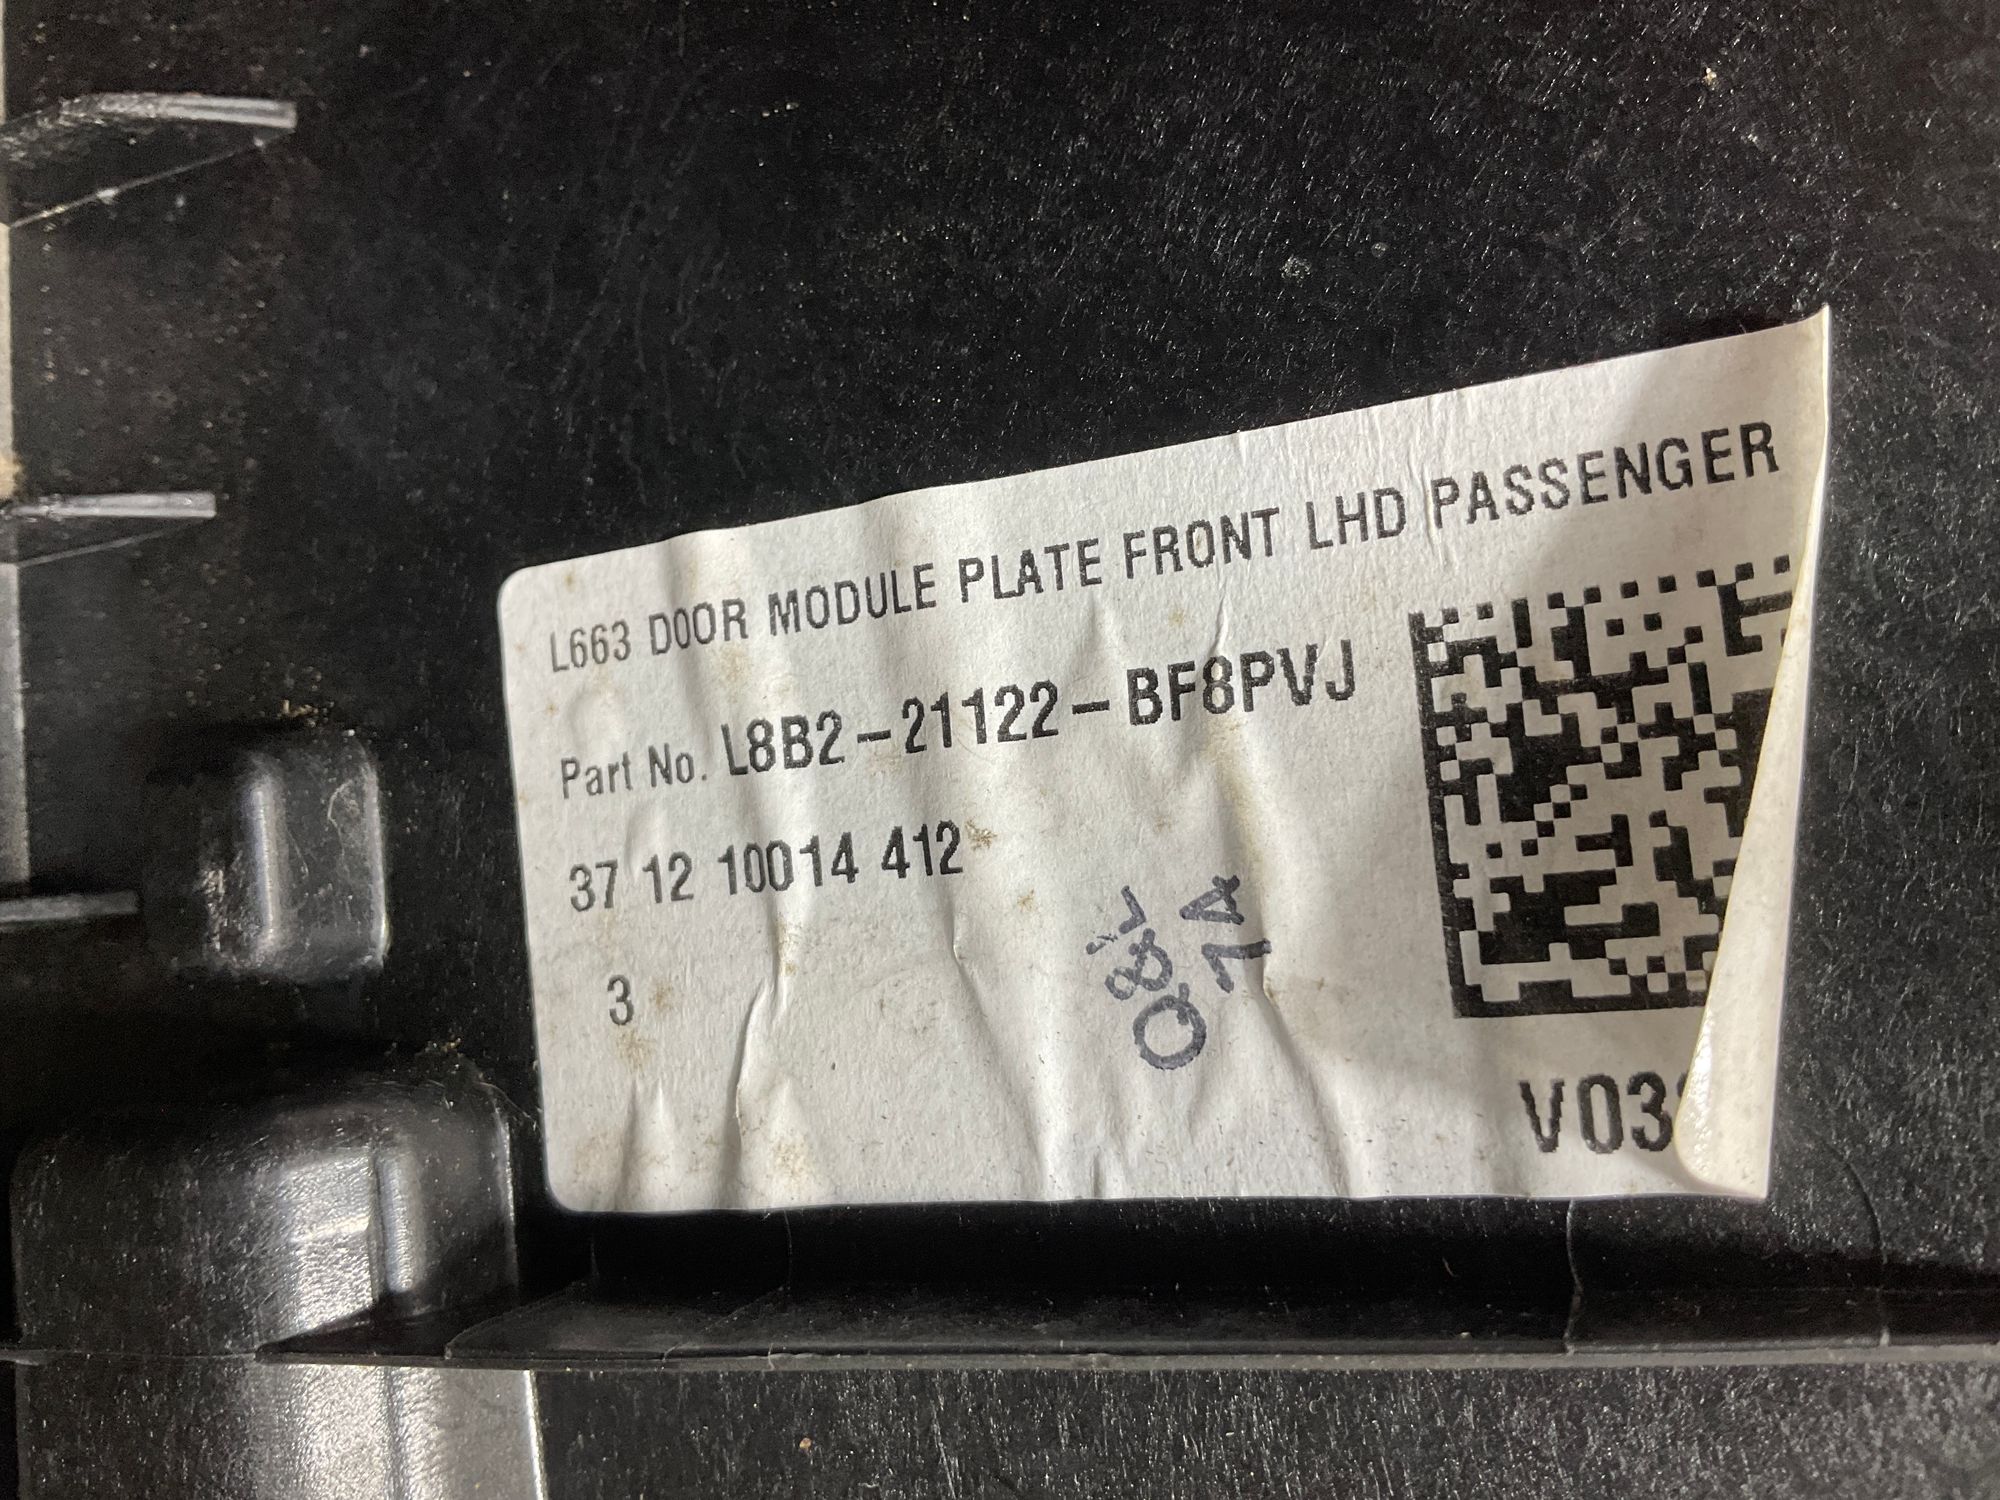 L663 DOOR MODULE PLATE FRONT LHD PASSENGER
Part No. L8B2-21122-BF8PVJ
37 12 10014 412
3
V03